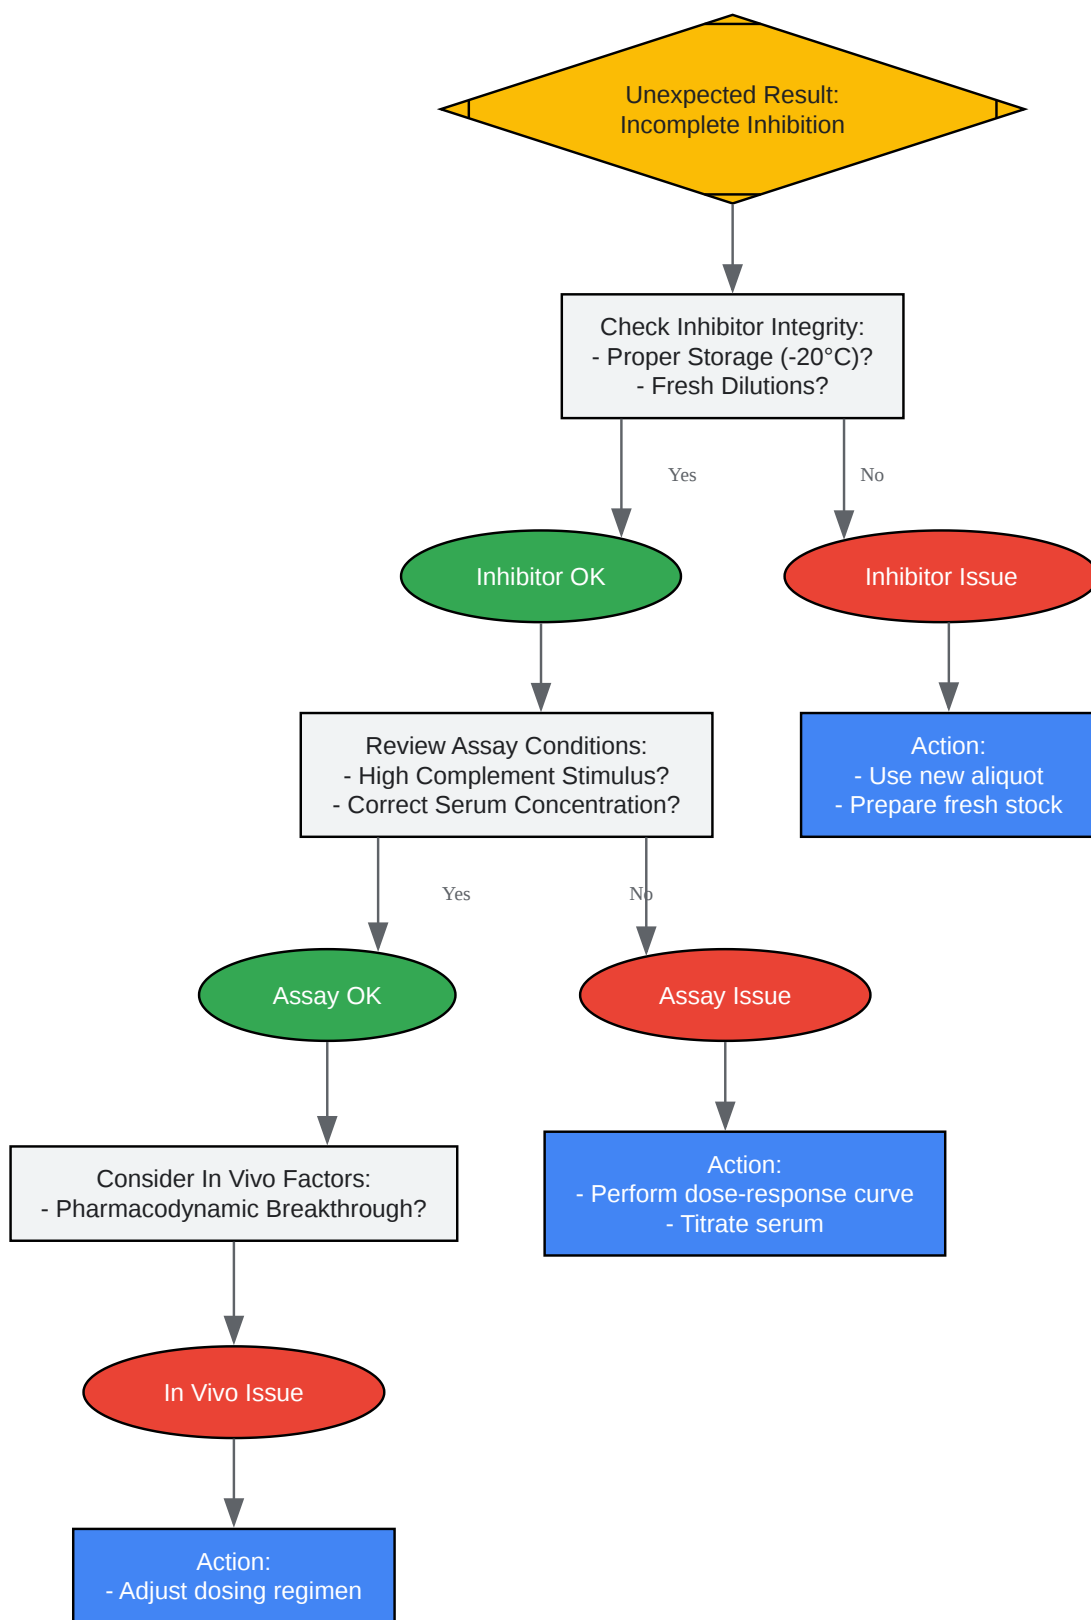 Unexpected Result:
Incomplete Inhibition
Check Inhibitor Integrity:
- Proper Storage (-20°C)?
- Fresh Dilutions?
Yes
No
Inhibitor OK
Inhibitor Issue
Review Assay Conditions:
- High Complement Stimulus?
- Correct Serum Concentration?
Action:
- Use new aliquot
- Prepare fresh stock
Yes
No
Assay OK
Assay Issue
Consider In Vivo Factors:
- Pharmacodynamic Breakthrough?
Action:
- Perform dose-response curve
- Titrate serum
In Vivo Issue
Action:
- Adjust dosing regimen